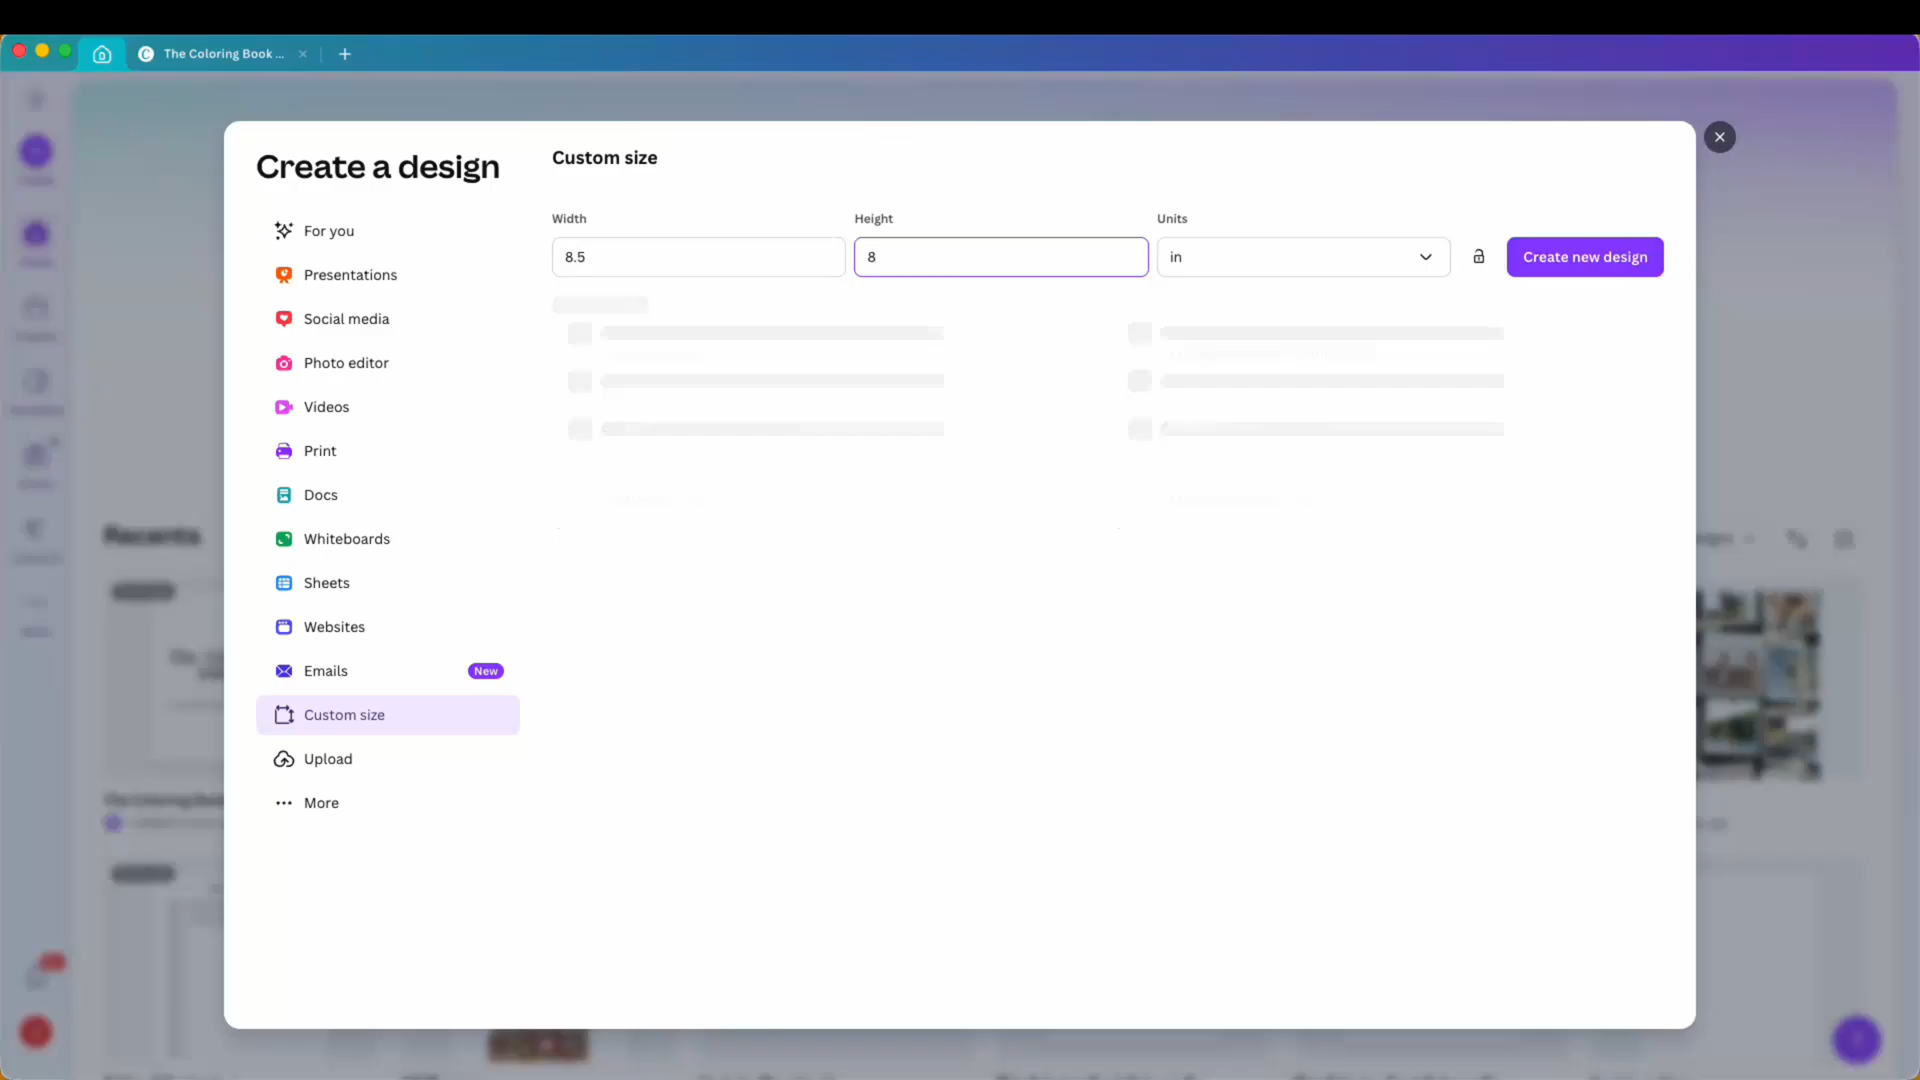 The Coloring Book ...
Create a design
Custom size
For you
Presentations
Social media
Photo editor
Videos
Print
Docs
Whiteboards
Sheets
Websites
Emails
New
Custom size
Upload
More
Width
Height
Units
8.5
8
in
Create new design
Recents